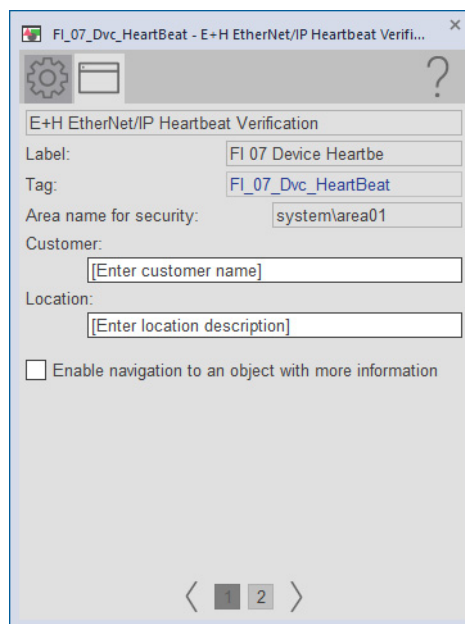 FI_07_Dvc_HeartBeat - E+H EtherNet/IP Heartbeat Verifi...
E+H EtherNet/IP Heartbeat Verification
Label: FI 07 Device Heartbe
Tag: FI_07_Dvc_HeartBeat
Area name for security: system\area01
Customer:
[Enter customer name]
Location:
[Enter location description]
Enable navigation to an object with more information
1 2